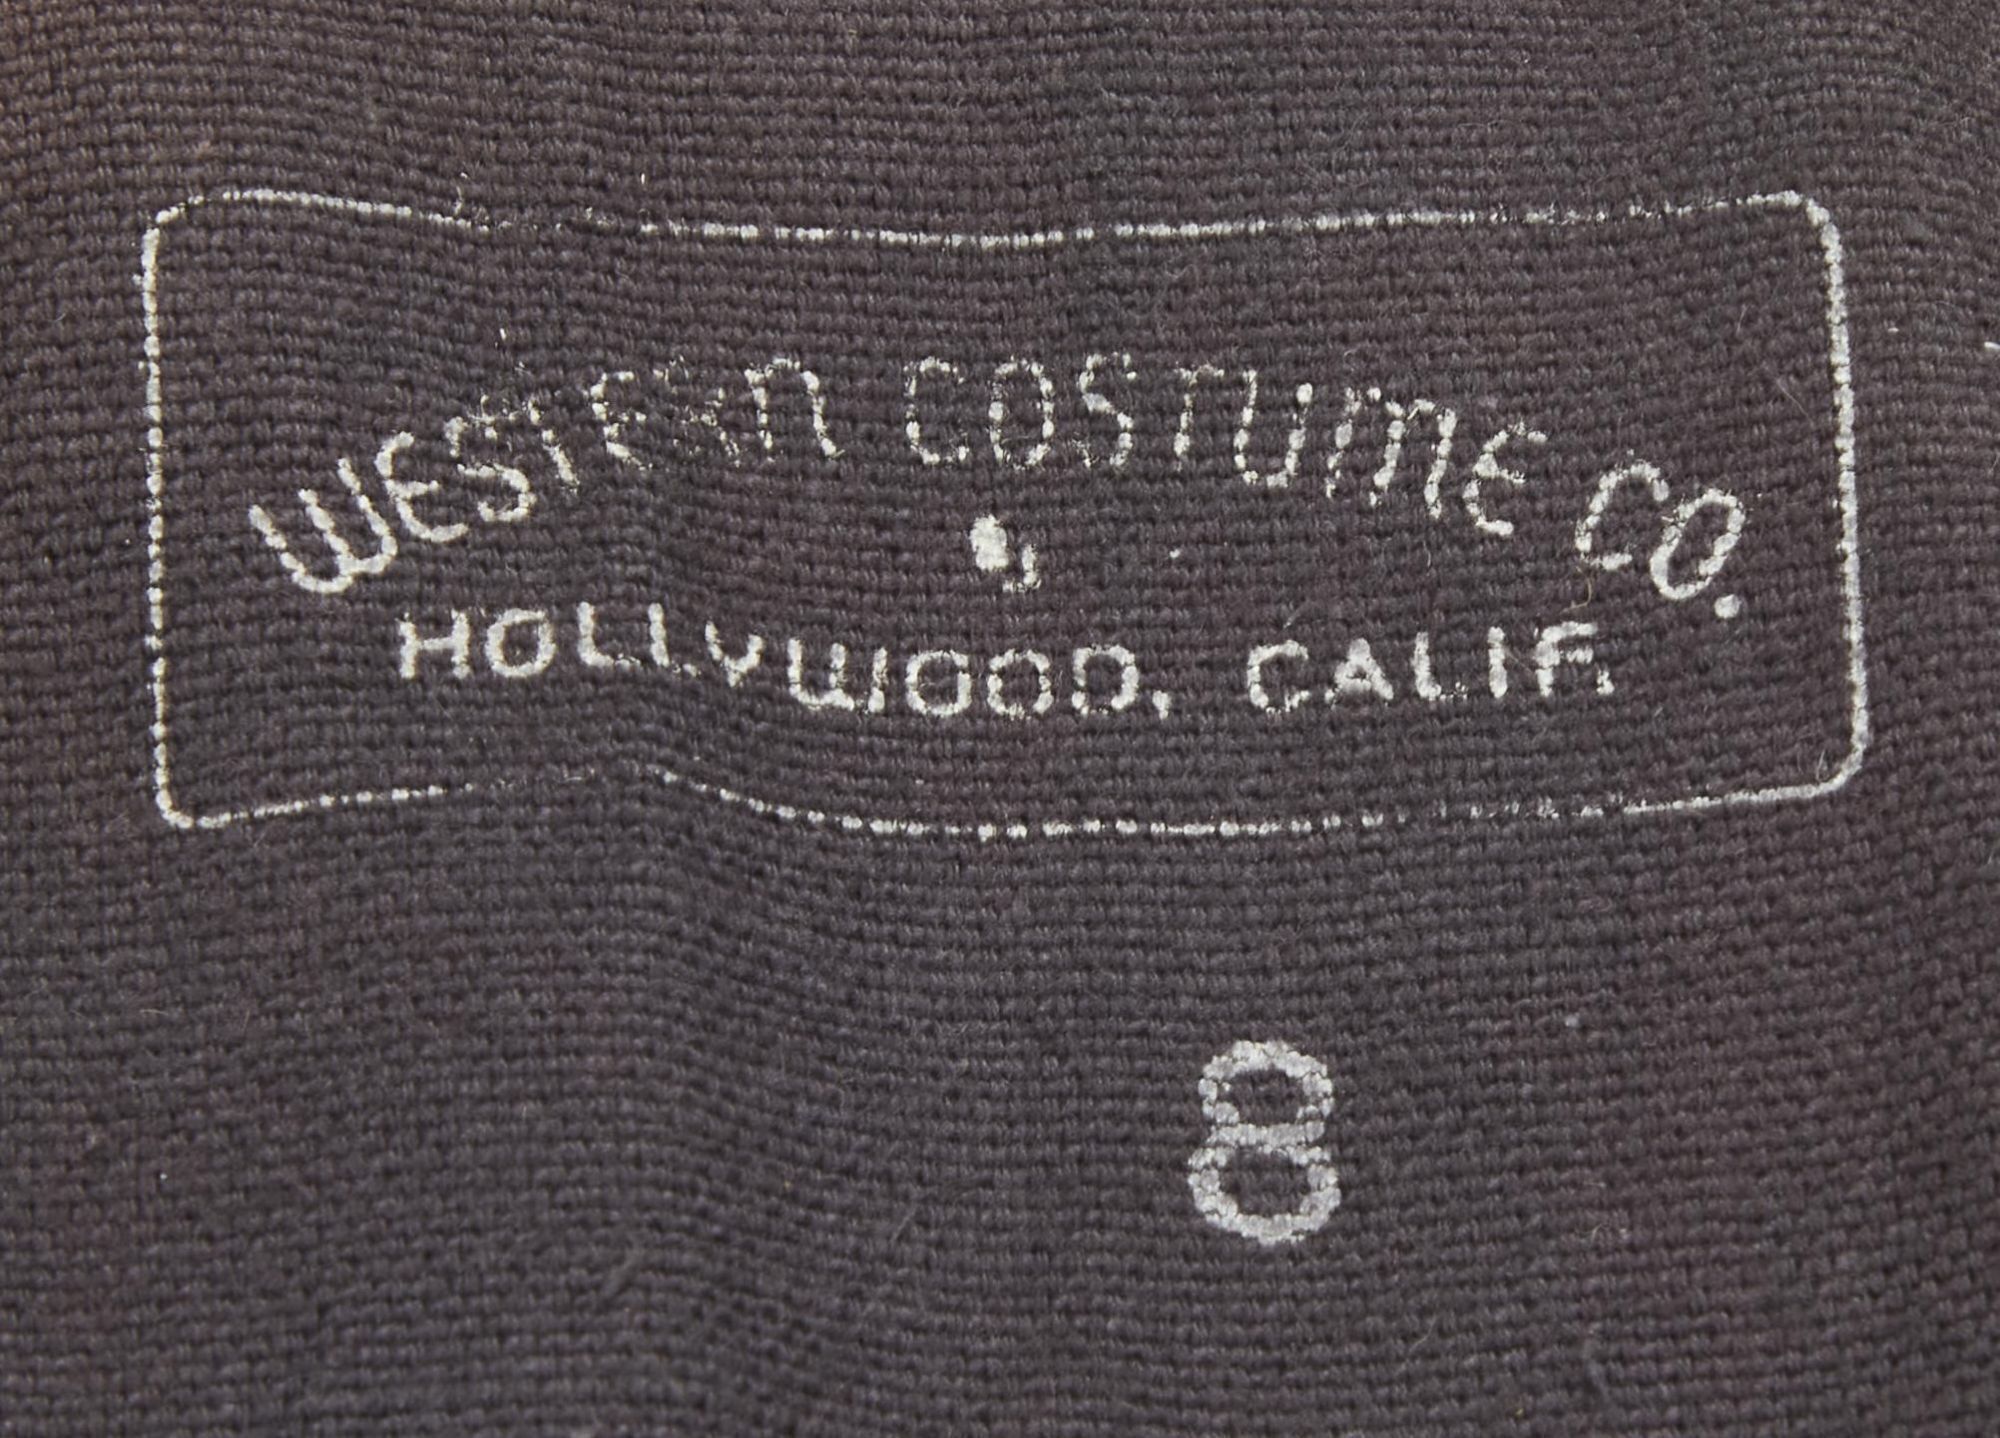 WESTERN COSTUME CO.
HOLLYWOOD, CALIF.
8